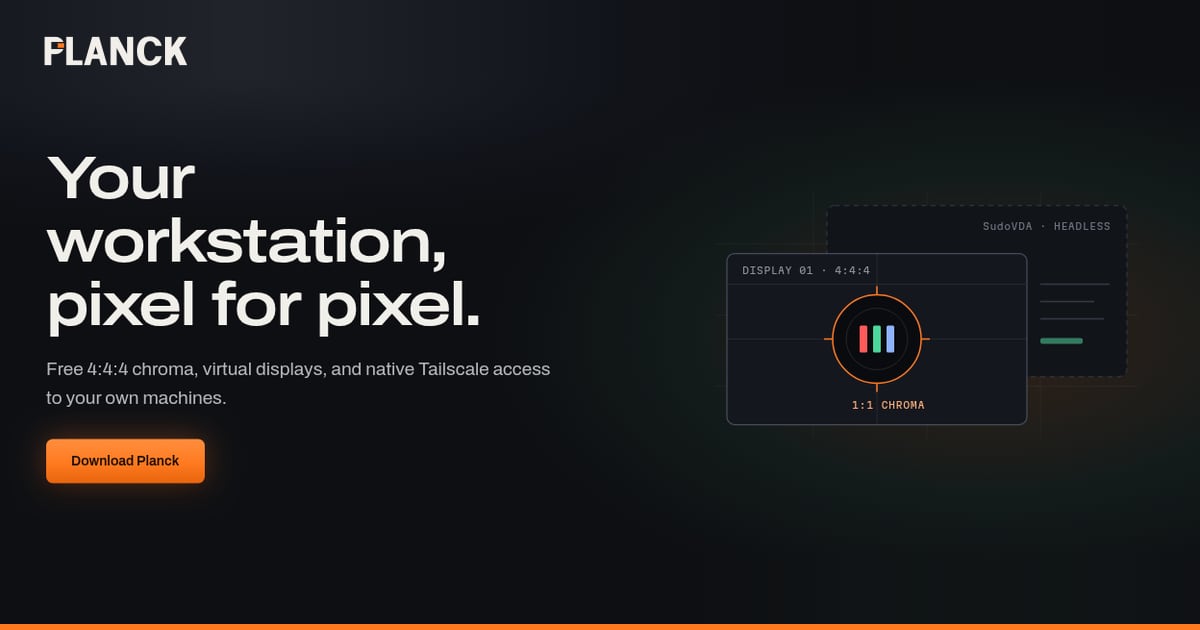 PLANCK
Your
workstation,
pixel for pixel.
Free 4:4:4 chroma, virtual displays, and native Tailscale access
to your own machines.
Download Planck
SudoVDA · HEADLESS
DISPLAY 01 · 4:4:4
1:1 CHROMA